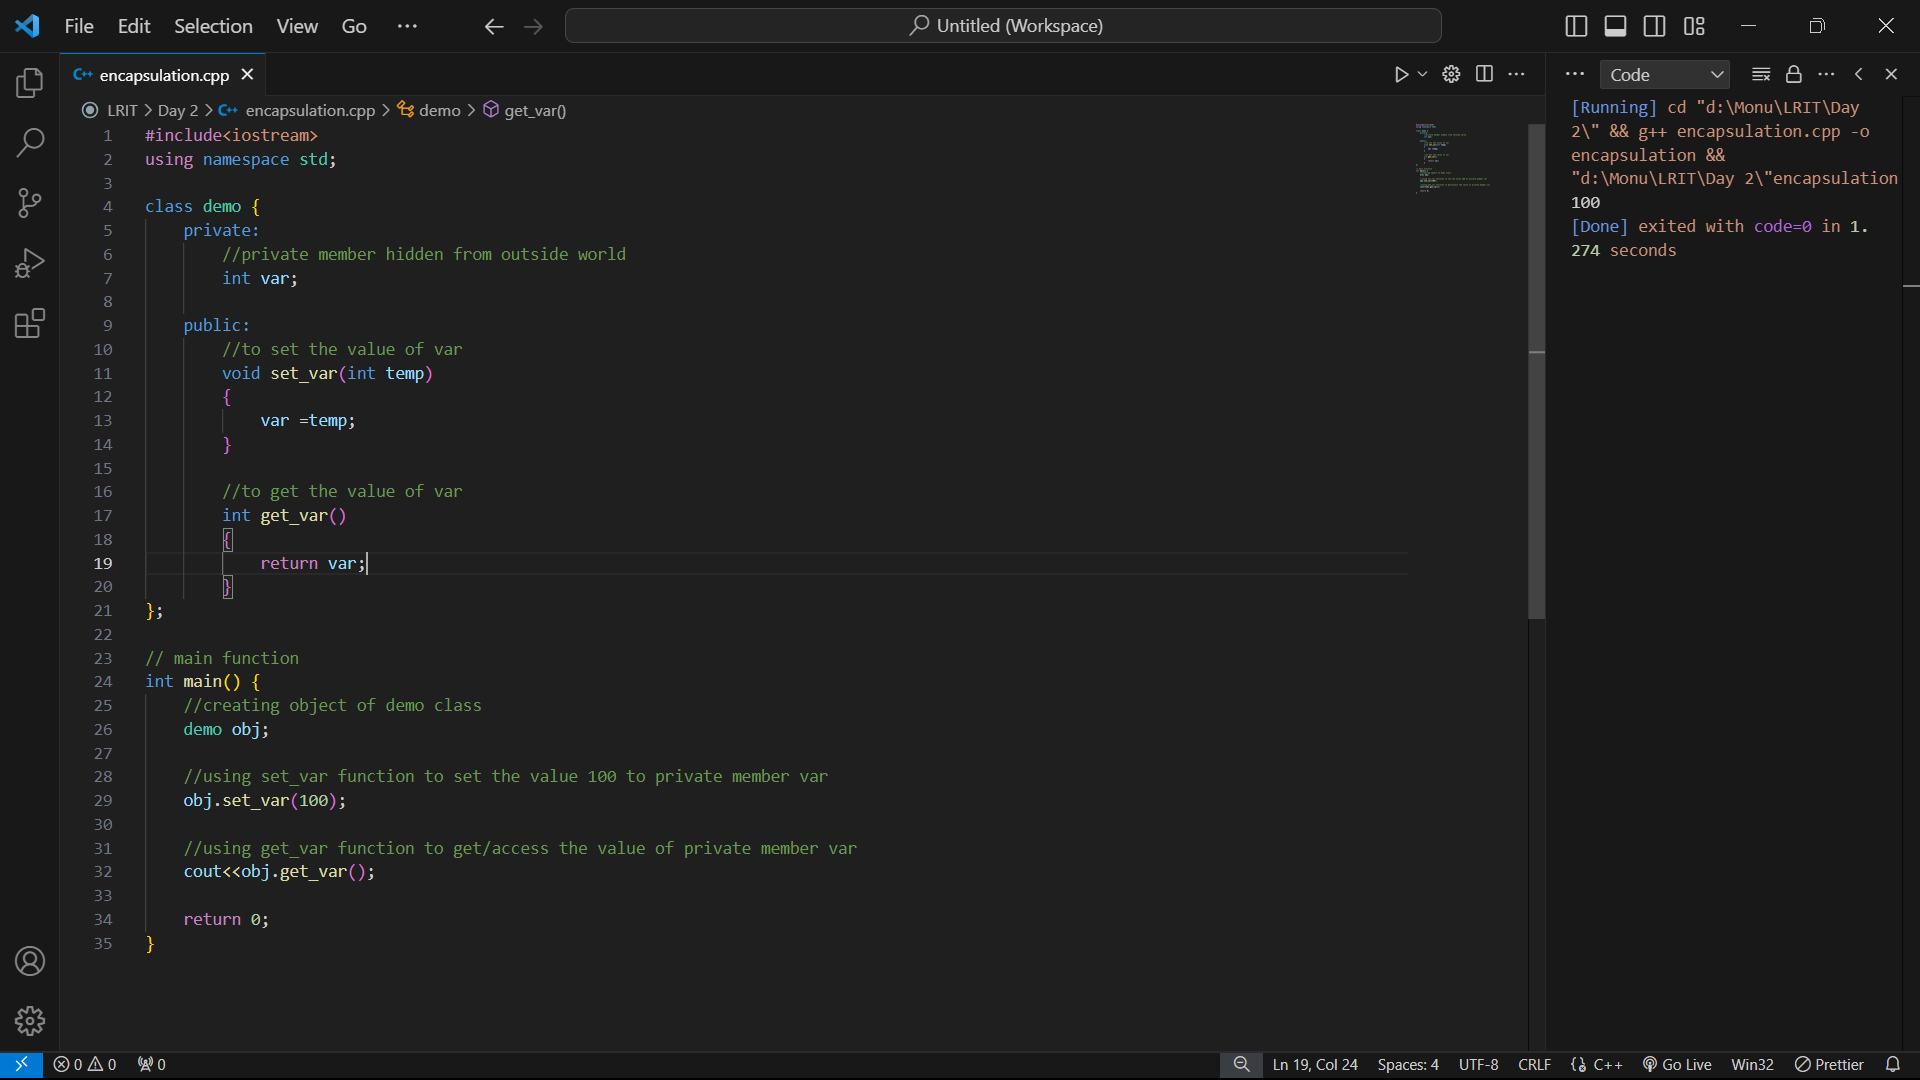 File Edit Selection View Go ··· Untitled (Workspace)
encapsulation.cpp
Code
LRIT > Day 2 > encapsulation.cpp > demo > get_var()
1 #include<iostream>
2 using namespace std;
3
4 class demo {
5 private:
6 //private member hidden from outside world
7 int var;
8
9 public:
10 //to set the value of var
11 void set_var(int temp)
12 {
13 var =temp;
14 }
15
16 //to get the value of var
17 int get_var()
18 {
19 return var;
20 }
21 };
22
23 // main function
24 int main() {
25 //creating object of demo class
26 demo obj;
27
28 //using set_var function to set the value 100 to private member var
29 obj.set_var(100);
30
31 //using get_var function to get/access the value of private member var
32 cout<<obj.get_var();
33
34 return 0;
35 }
[Running] cd "d:\Monu\LRIT\Day
2\" && g++ encapsulation.cpp -o
encapsulation &&
"d:\Monu\LRIT\Day 2\"encapsulation
100
[Done] exited with code=0 in 1.
274 seconds
0 0 0 Ln 19, Col 24 Spaces: 4 UTF-8 CRLF C++ Go Live Win32 Prettier